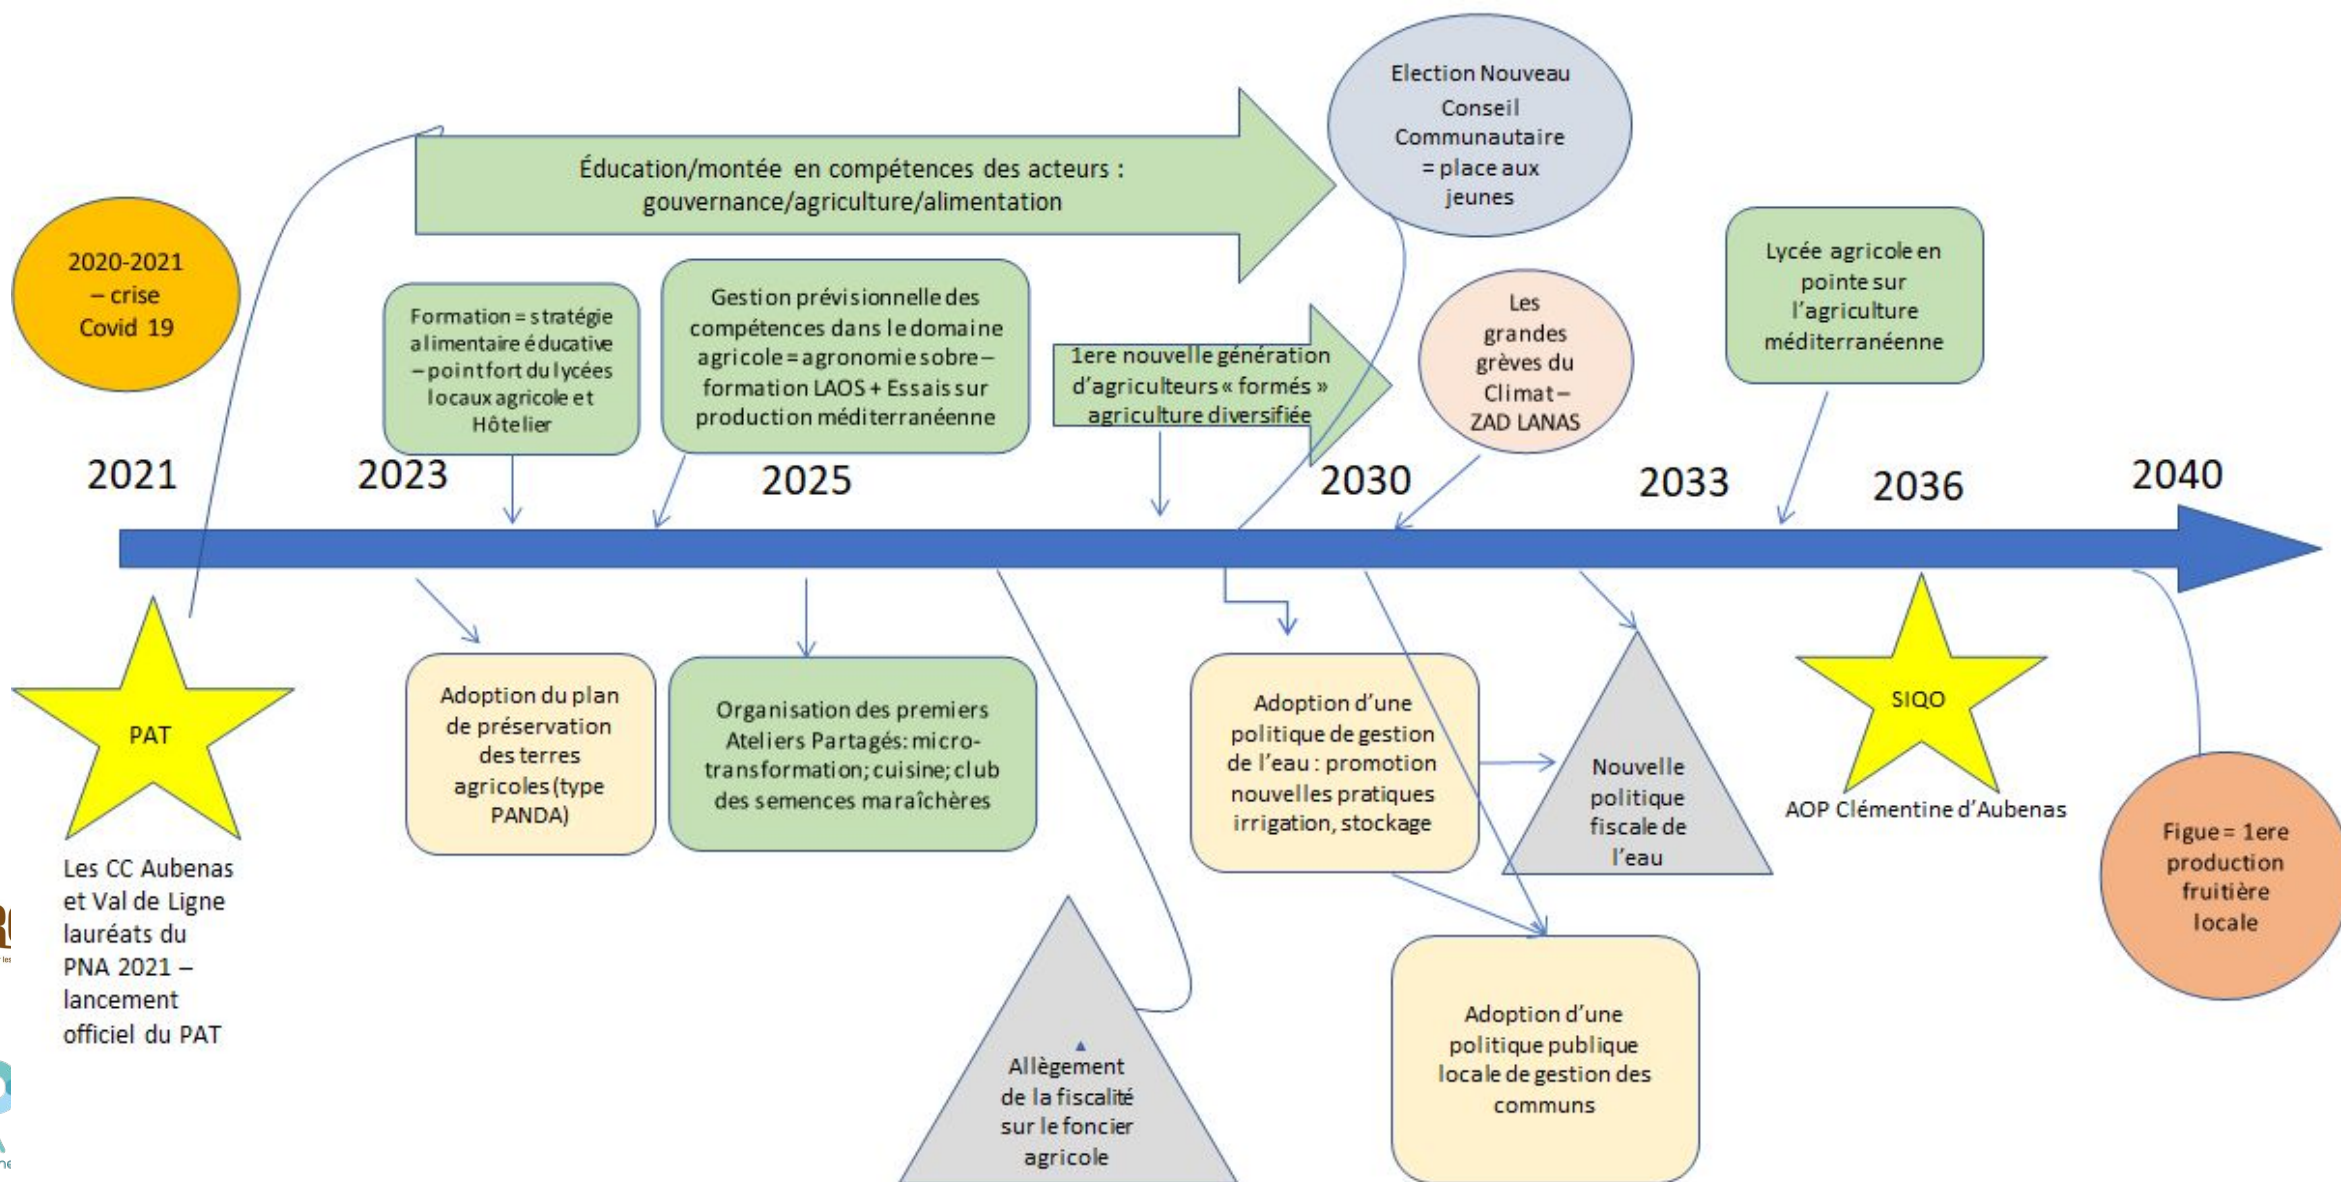 Election Nouveau
Conseil
Communautaire
= place aux
jeunes
Éducation/montée en compétences des acteurs :
gouvernance/agriculture/alimentation
2020-2021
– crise
Covid 19
Formation = stratégie
alimentaire éducative
– point fort du lycées
locaux agricole et
Hôtelier
Gestion prévisionnelle des
compétences dans le domaine
agricole = agronomie sobre –
formation LAOS + Essais sur
production méditerranéenne
1ere nouvelle génération
d’agriculteurs « formés »
agriculture diversifiée
Les
grandes
grèves du
Climat –
ZAD LANAS
Lycée agricole en
pointe sur
l’agriculture
méditerranéenne
2021
2023
2025
2030
2033
2036
2040
PAT
Les CC Aubenas
et Val de Ligne
lauréats du
PNA 2021 –
lancement
officiel du PAT
Adoption du plan
de préservation
des terres
agricoles (type
PANDA)
Organisation des premiers
Ateliers Partagés: micro-
transformation; cuisine; club
des semences maraîchères
Allègement
de la fiscalité
sur le foncier
agricole
Adoption d’une
politique de gestion
de l’eau : promotion
nouvelles pratiques
irrigation, stockage
Nouvelle
politique
fiscale de
l’eau
Adoption d’une
politique publique
locale de gestion des
communs
SIQO
AOP Clémentine d’Aubenas
Figue = 1ere
production
fruitière
locale